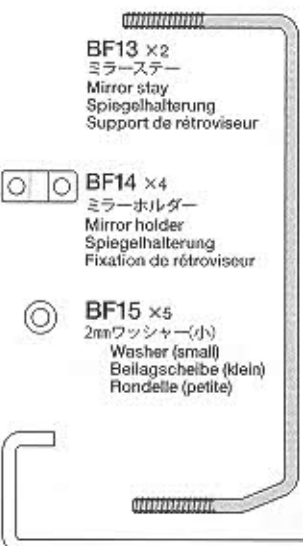 BF13 ×2
ミラーステー
Mirror stay
Spiegelhalterung
Support de rétroviseur
BF14 ×4
ミラーホルダー
Mirror holder
Spiegelhalterung
Fixation de rétroviseur
BF15 ×5
2mmワッシャー(小)
Washer (small)
Beilagscheibe (klein)
Rondelle (petite)